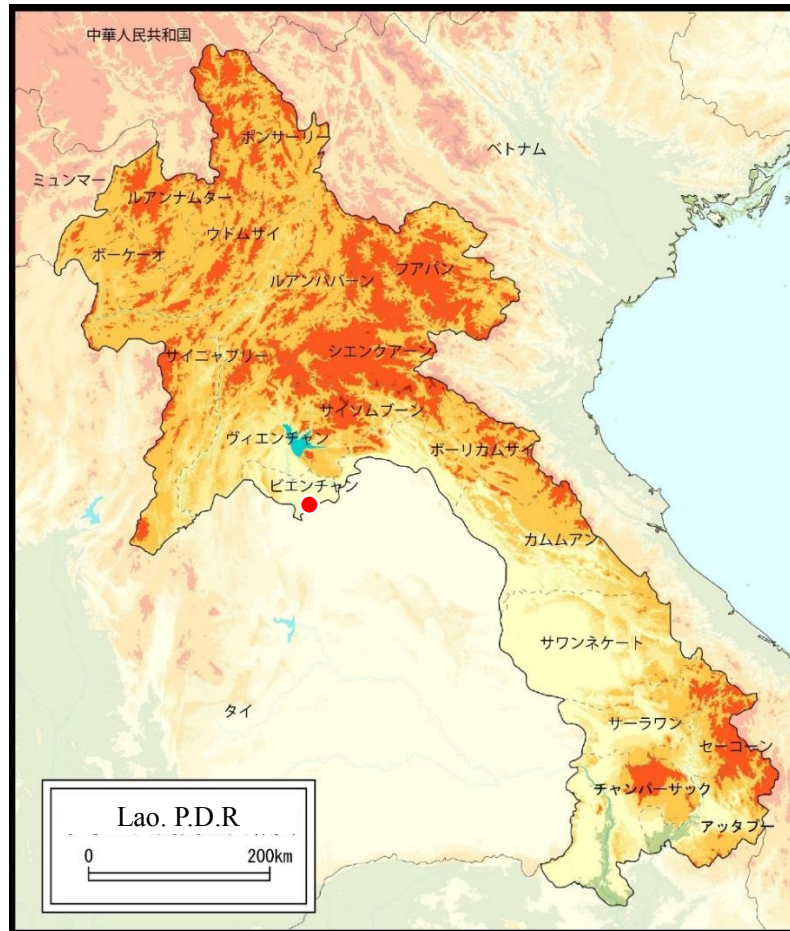 中華人民共和国
ポンサーリー
ベトナム
ミュンマー
ルアンナムター
ウドムサイ
ボーケーオ
フアパン
ルアンパバーン
サイニャブリー
シエンクアーン
サイソムブーン
ヴィエンチャン
ボーリカムサイ
ビエンチャン
カムムアン
サワンネケート
タイ
サーラワン
セーコーン
チャンパーサック
アッタプー
Lao. P.D.R
0 200km